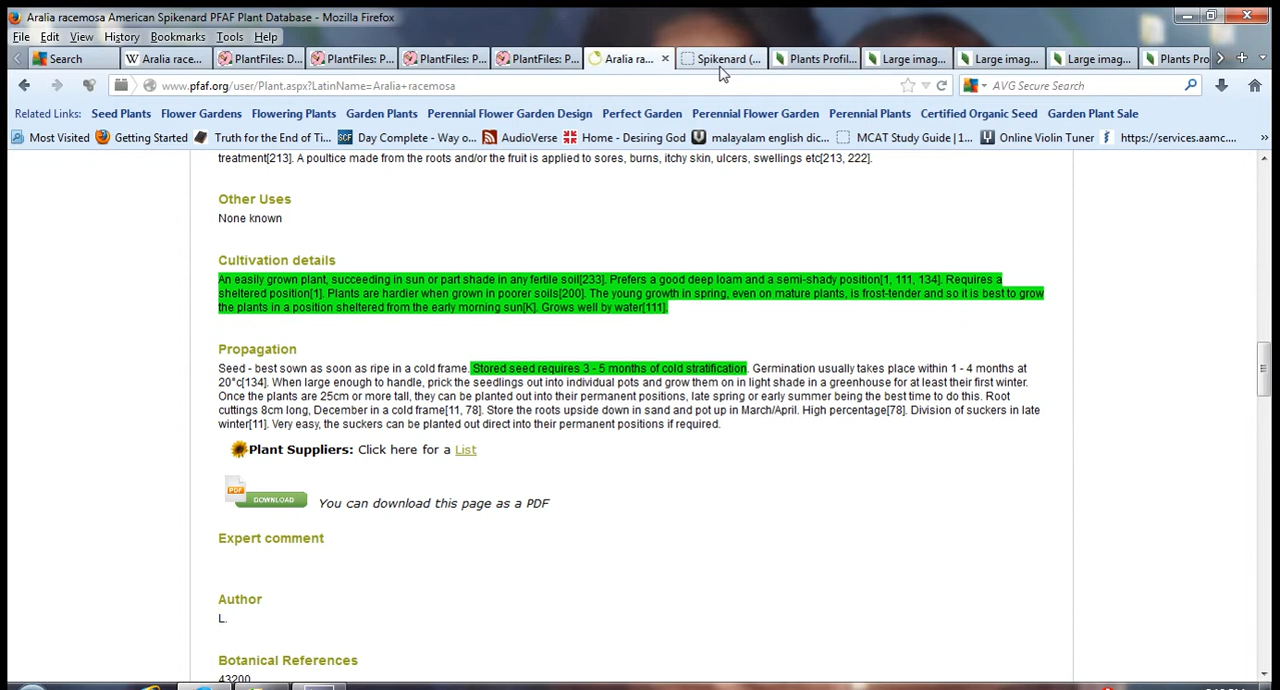 Aralia racemosa American Spikenard PFAF Plant Database - Mozilla Firefox
File Edit View History Bookmarks Tools Help
Search Aralia race... PlantFiles: D... PlantFiles: P... PlantFiles: P... PlantFiles: P... Aralia ra... Spikenard (... Plants Profil... Large imag... Large imag... Large imag... Plants Pro
www.pfaf.org/user/Plant.aspx?LatinName=Aralia+racemosa AVG Secure Search
Related Links: Seed Plants Flower Gardens Flowering Plants Garden Plants Perennial Flower Garden Design Perfect Garden Perennial Flower Garden Perennial Plants Certified Organic Seed Garden Plant Sale
Most Visited Getting Started Truth for the End of Ti... SCF Day Complete - Way o... AudioVerse Home - Desiring God malayalam english dic... MCAT Study Guide | 1... Online Violin Tuner https://services.aamc....
treatment[213]. A poultice made from the roots and/or the fruit is applied to sores, burns, itchy skin, ulcers, swellings etc[213, 222].
Other Uses
None known
Cultivation details
An easily grown plant, succeeding in sun or part shade in any fertile soil[233]. Prefers a good deep loam and a semi-shady position[1, 111, 134]. Requires a
sheltered position[1]. Plants are hardier when grown in poorer soils[200]. The young growth in spring, even on mature plants, is frost-tender and so it is best to grow
the plants in a position sheltered from the early morning sun[K]. Grows well by water[111].
Propagation
Seed - best sown as soon as ripe in a cold frame. Stored seed requires 3 - 5 months of cold stratification. Germination usually takes place within 1 - 4 months at
20°c[134]. When large enough to handle, prick the seedlings out into individual pots and grow them on in light shade in a greenhouse for at least their first winter.
Once the plants are 25cm or more tall, they can be planted out into their permanent positions, late spring or early summer being the best time to do this. Root
cuttings 8cm long, December in a cold frame[11, 78]. Store the roots upside down in sand and pot up in March/April. High percentage[78]. Division of suckers in late
winter[11]. Very easy, the suckers can be planted out direct into their permanent positions if required.
Plant Suppliers: Click here for a List
PDF DOWNLOAD You can download this page as a PDF
Expert comment
Author
L.
Botanical References
43200